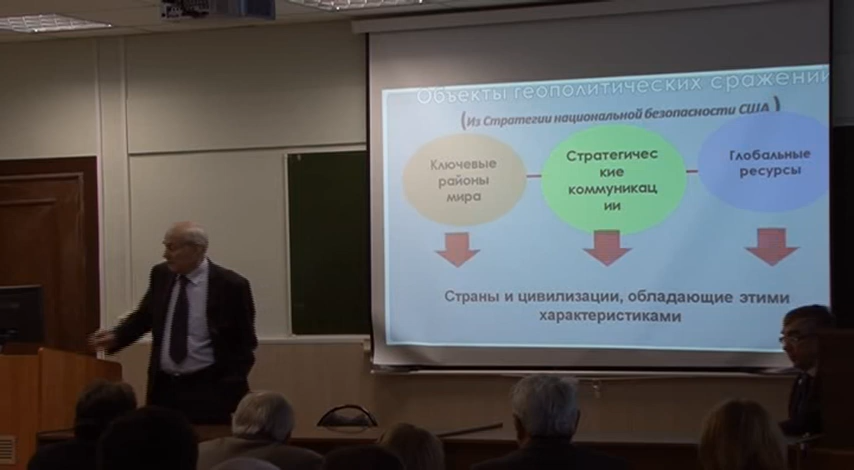 Объекты геополитических сражений
(Из Стратегии национальной безопасности США)
Ключевые
районы
мира
Стратегичес
кие
коммуникац
ии
Глобальные
ресурсы
Страны и цивилизации, обладающие этими
характеристиками